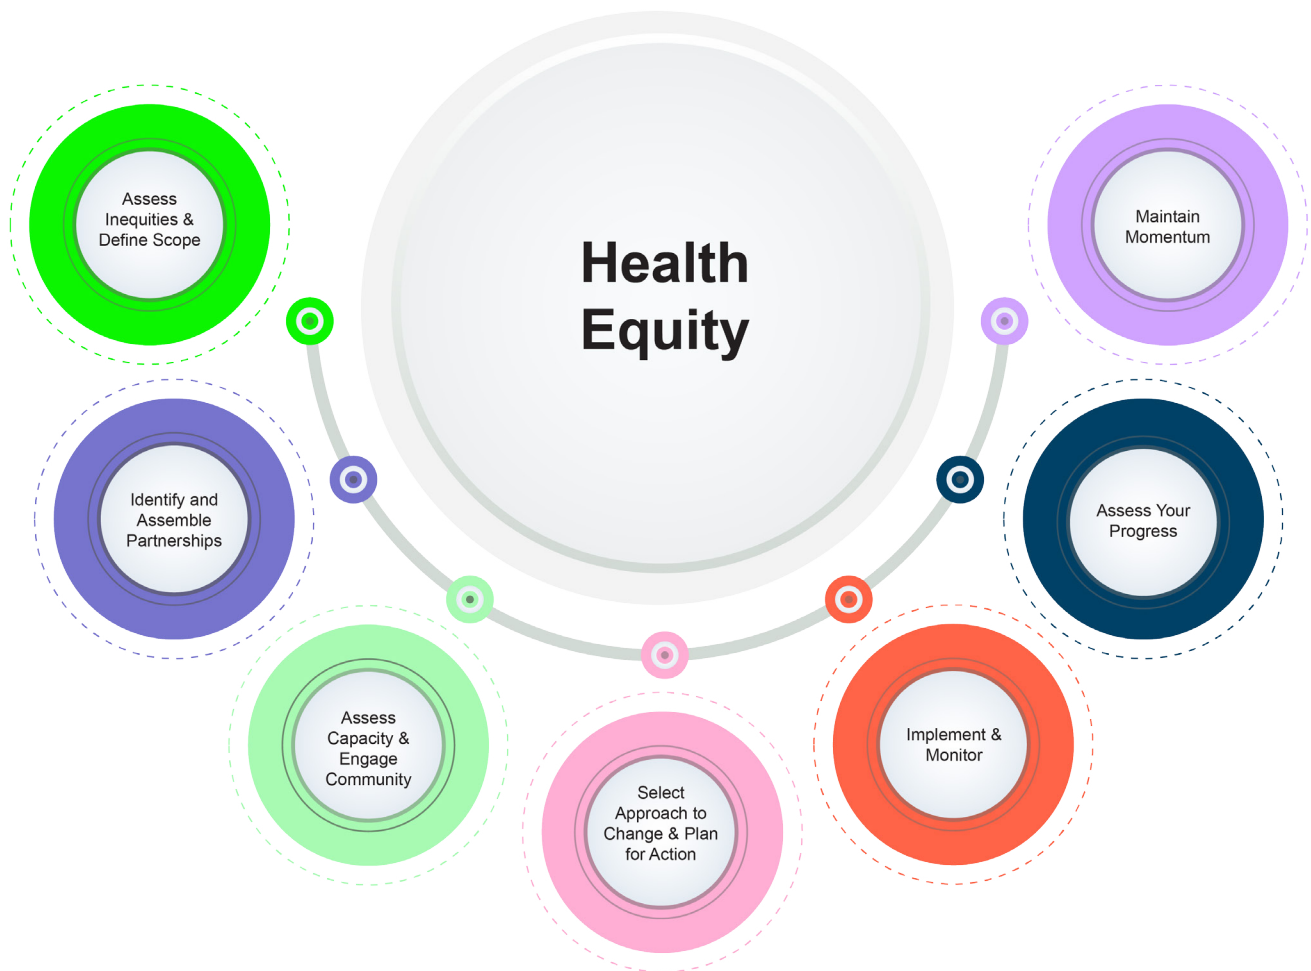 Health
Equity
Assess
Inequities &
Define Scope
Identify and
Assemble
Partnerships
Assess
Capacity &
Engage
Community
Select
Approach to
Change & Plan
for Action
Implement &
Monitor
Assess Your
Progress
Maintain
Momentum